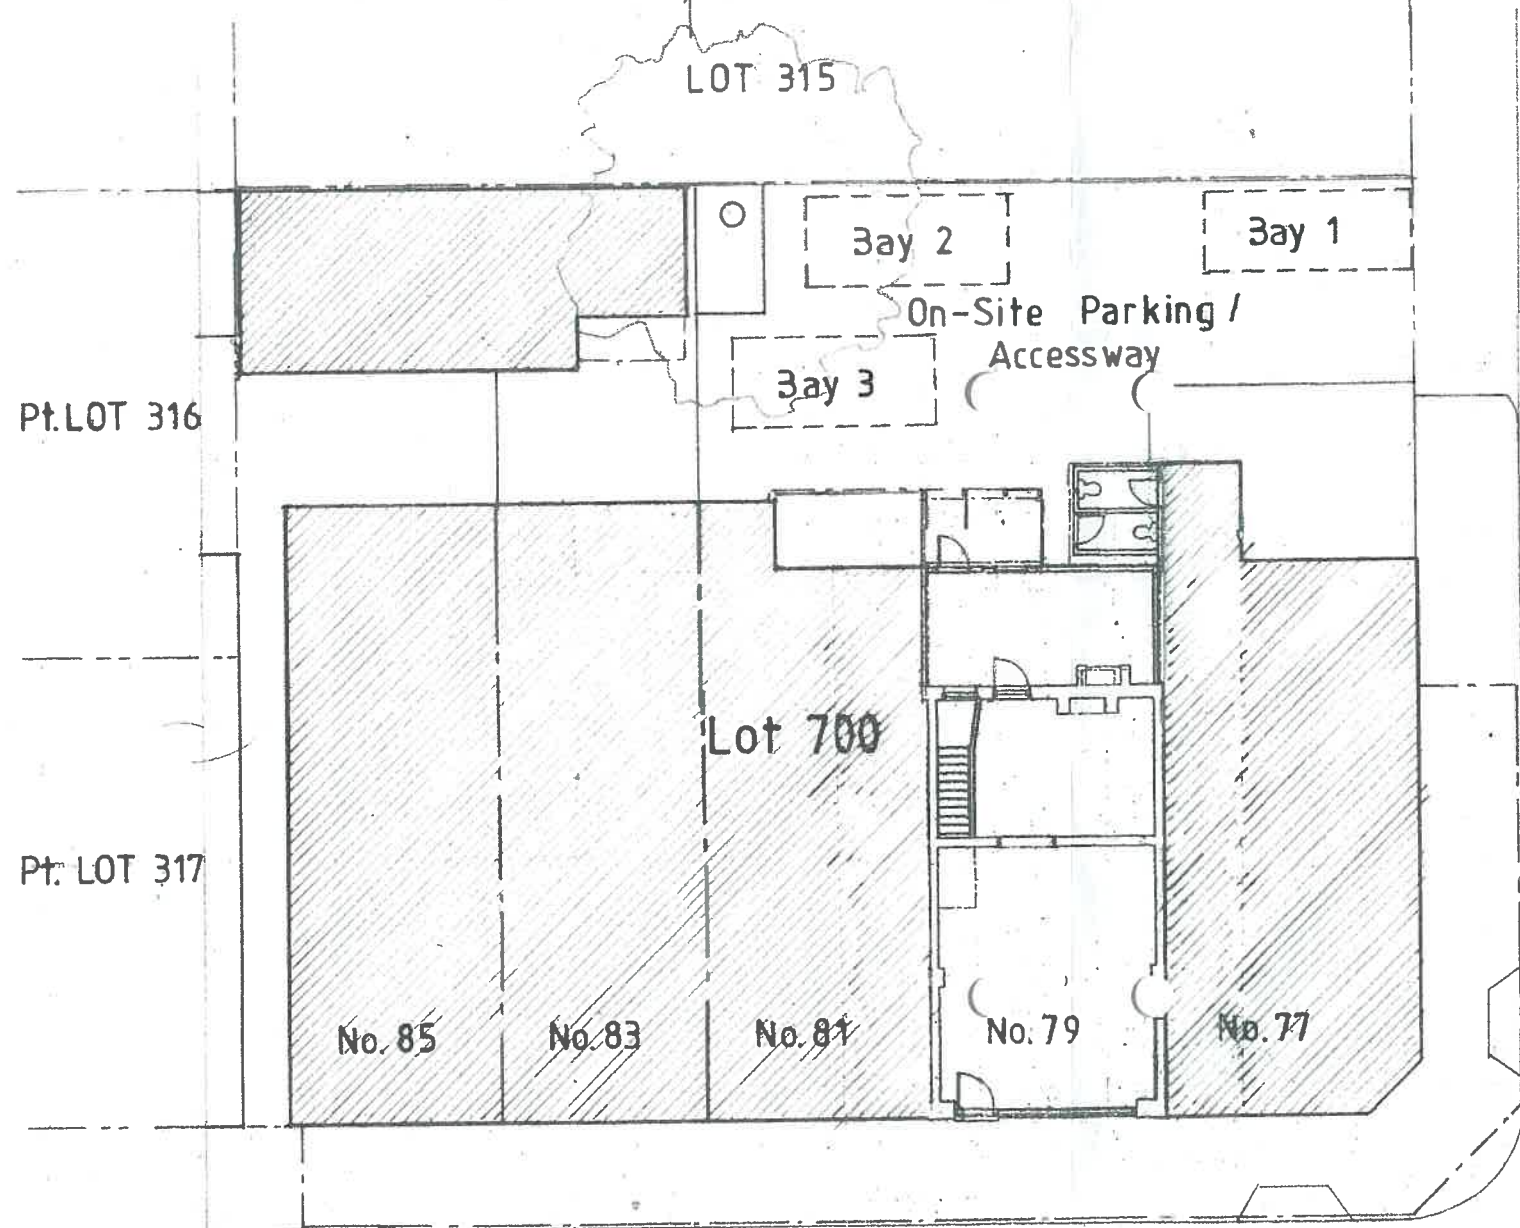 LOT 315
Bay 2
Bay 1
On-Site Parking /
Accessway
Bay 3
Pt. LOT 316
Lot 700
Pt. LOT 317
No. 85
No. 83
No. 81
No. 79
No. 77